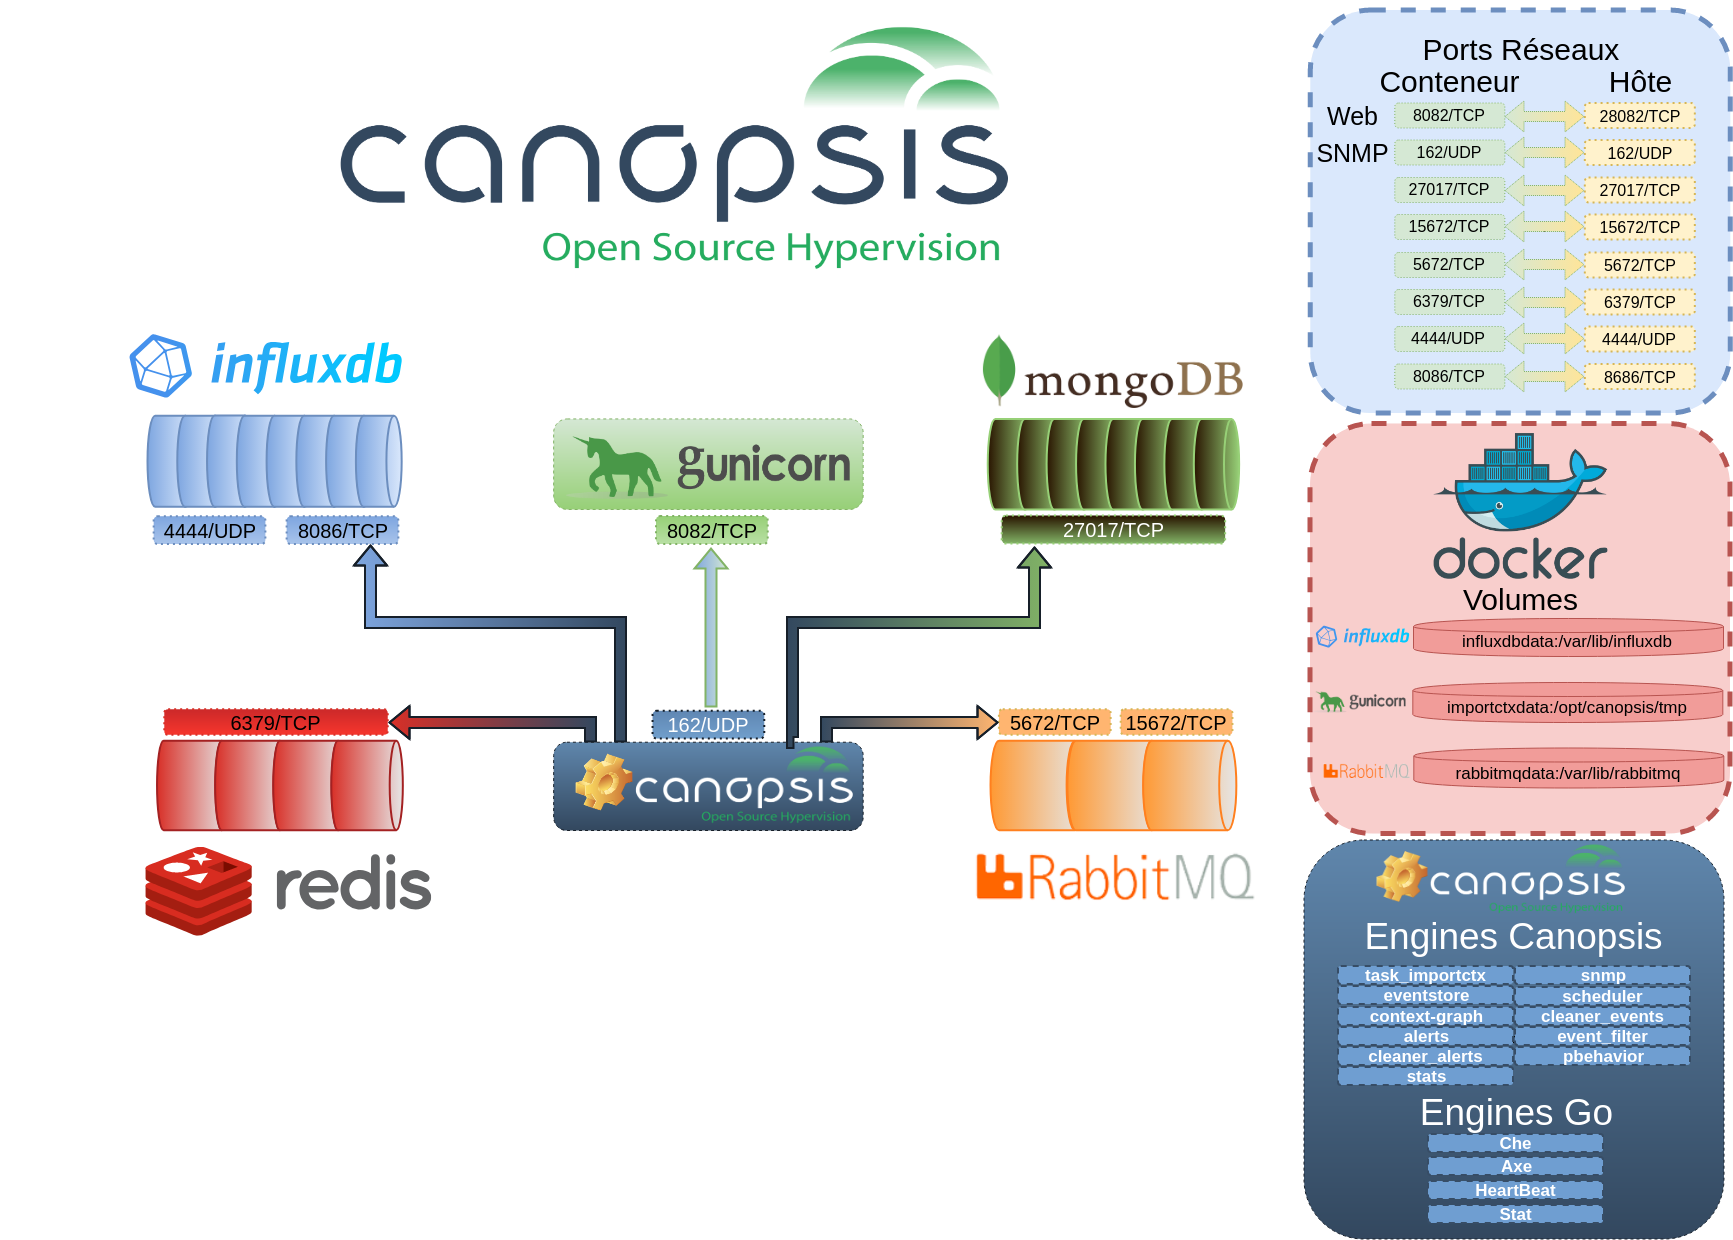 canopsis
Open Source Hypervision
influxdb
4444/UDP 8086/TCP
gunicorn
8082/TCP
mongoDB
27017/TCP
6379/TCP
redis
162/UDP
canopsis
Open Source Hypervision
5672/TCP 15672/TCP
RabbitMQ
Ports Réseaux
Conteneur Hôte
Web 8082/TCP 28082/TCP
SNMP 162/UDP 162/UDP
27017/TCP 27017/TCP
15672/TCP 15672/TCP
5672/TCP 5672/TCP
6379/TCP 6379/TCP
4444/UDP 4444/UDP
8086/TCP 8686/TCP
docker
Volumes
influxdb influxdbdata:/var/lib/influxdb
gunicorn importctxdata:/opt/canopsis/tmp
RabbitMQ rabbitmqdata:/var/lib/rabbitmq
canopsis
Open Source Hypervision
Engines Canopsis
task_importctx snmp
eventstore scheduler
context-graph cleaner_events
alerts event_filter
cleaner_alerts pbehavior
stats
Engines Go
Che
Axe
HeartBeat
Stat